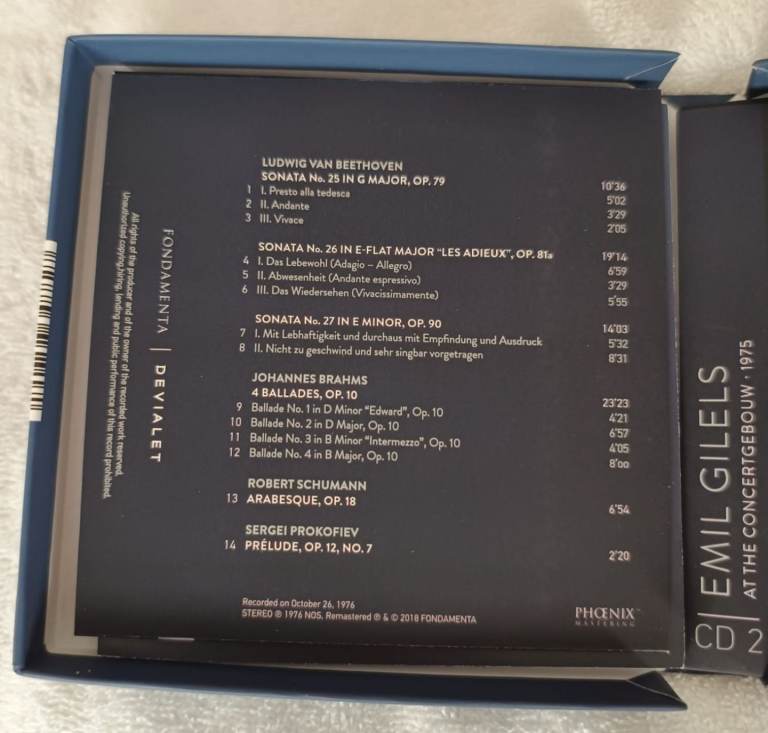 LUDWIG VAN BEETHOVEN
SONATA No. 25 IN G MAJOR, OP. 79 10'36
1 I. Presto alla tedesca 5'02
2 II. Andante 3'29
3 III. Vivace 2'05
SONATA No. 26 IN E-FLAT MAJOR "LES ADIEUX", OP. 81a 19'14
4 I. Das Lebewohl (Adagio – Allegro) 6'59
5 II. Abwesenheit (Andante espressivo) 3'29
6 III. Das Wiedersehen (Vivacissimamente) 5'55
SONATA No. 27 IN E MINOR, OP. 90 14'03
7 I. Mit Lebhaftigkeit und durchaus mit Empfindung und Ausdruck 5'32
8 II. Nicht zu geschwind und sehr singbar vorgetragen 8'31
JOHANNES BRAHMS
4 BALLADES, OP. 10 23'23
9 Ballade No. 1 in D Minor "Edward", Op. 10 4'21
10 Ballade No. 2 in D Major, Op. 10 6'57
11 Ballade No. 3 in B Minor "Intermezzo", Op. 10 4'05
12 Ballade No. 4 in B Major, Op. 10 8'00
ROBERT SCHUMANN
13 ARABESQUE, OP. 18 6'54
SERGEI PROKOFIEV
14 PRÉLUDE, OP. 12, NO. 7 2'20
Recorded on October 26, 1976
STEREO ℗ 1976 NOS, Remastered ℗ & © 2018 FONDAMENTA
PHŒNIX™
MASTERING
FONDAMENTA | DEVIALET
All rights of the producer and of the owner of the recorded work reserved.
Unauthorized copying, hiring, lending and public performance of this record prohibited.
CD 2 | EMIL GILELS
AT THE CONCERTGEBOUW · 1975